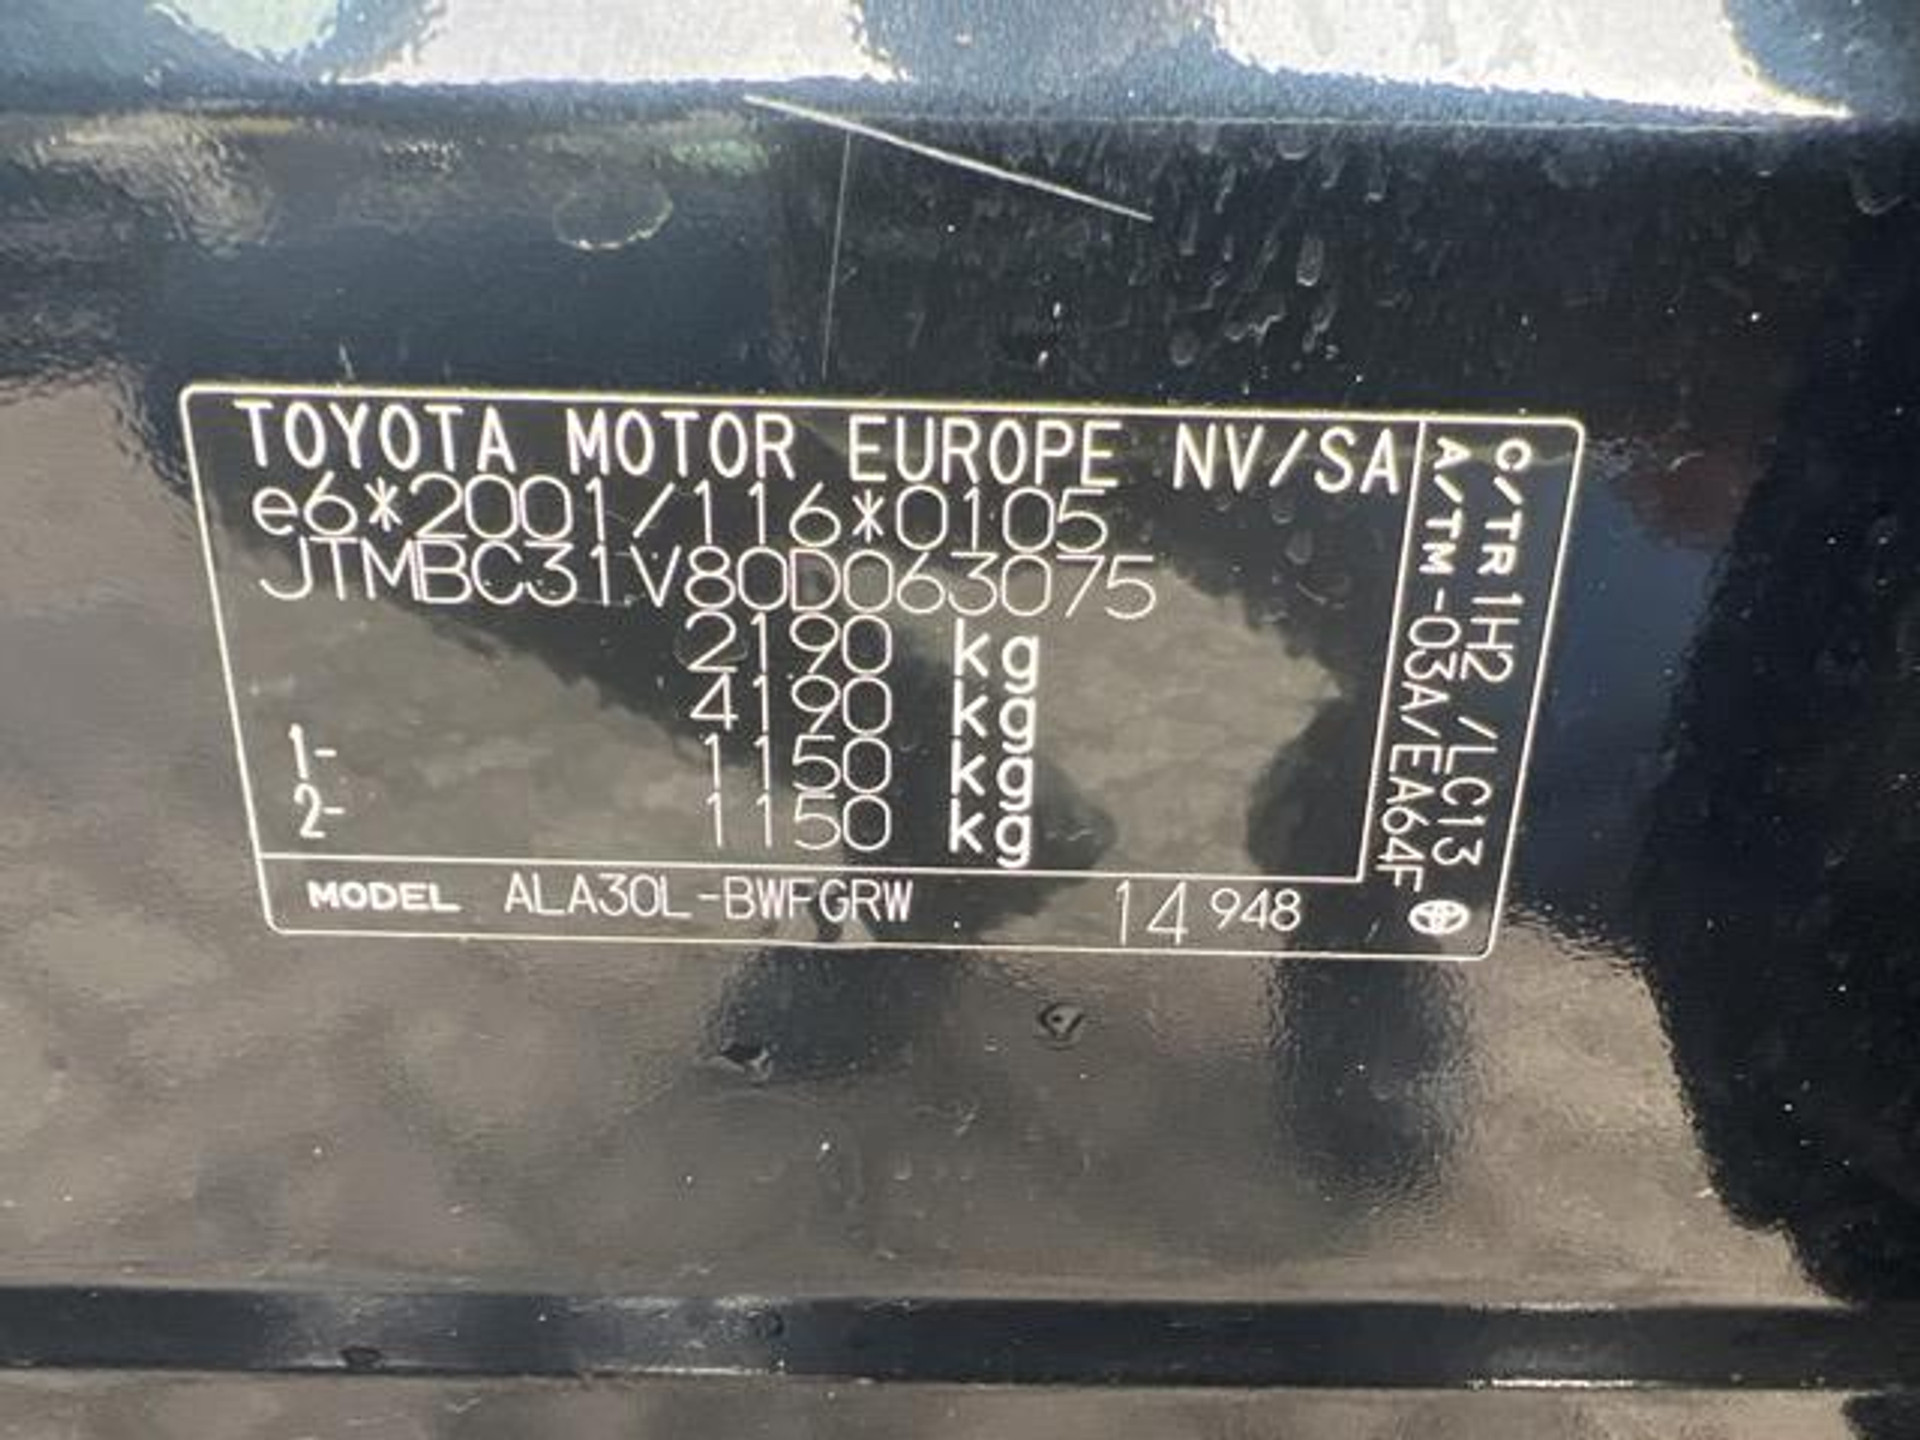 TOYOTA MOTOR EUROPE NV/SA
e6*2001/116*0105
JTMBC31V80D063075
2190 kg
4190 kg
1- 1150 kg
2- 1150 kg
MODEL ALA30L-BWFGRW 14 948
C/TR 1H2 /LC13
A/TM -03A/EA64F